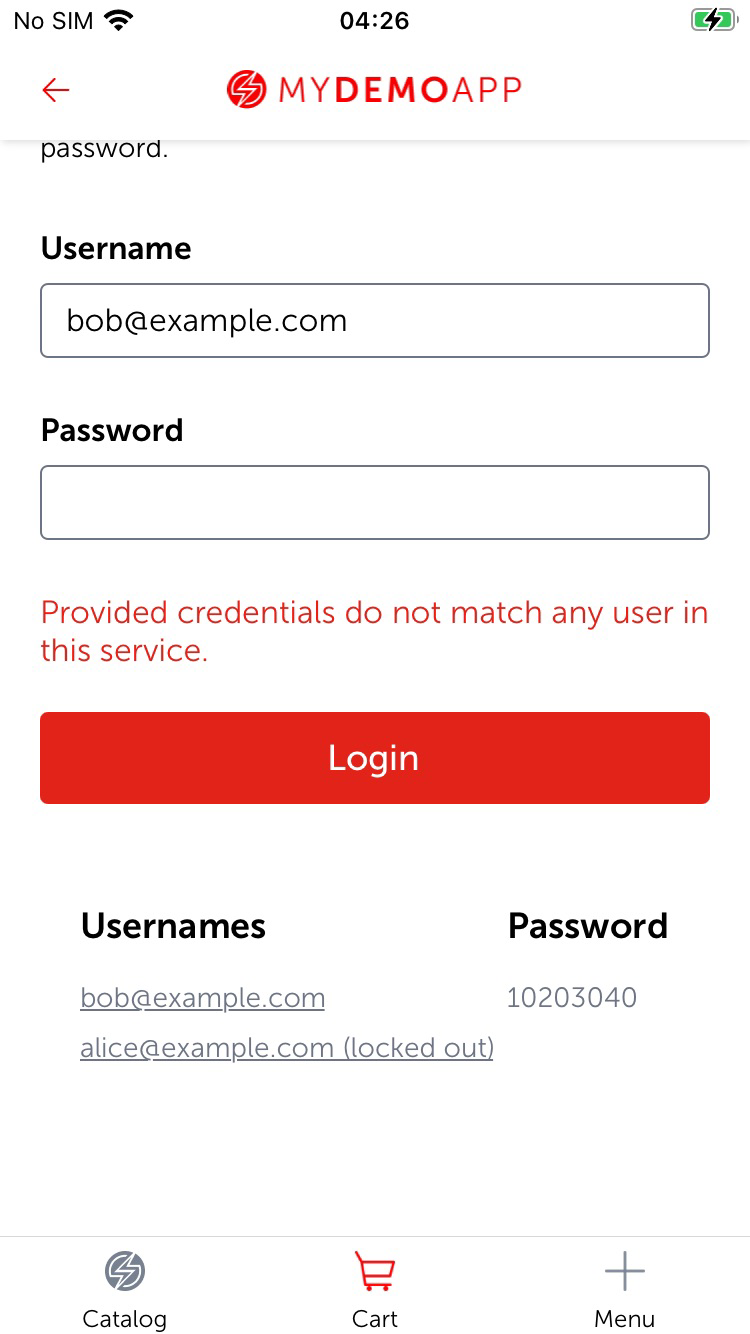 No SIM 04:26
MYDEMOAPP
password.
Username
bob@example.com
Password
Provided credentials do not match any user in
this service.
Login
Usernames Password
bob@example.com 10203040
alice@example.com (locked out)
Catalog Cart Menu